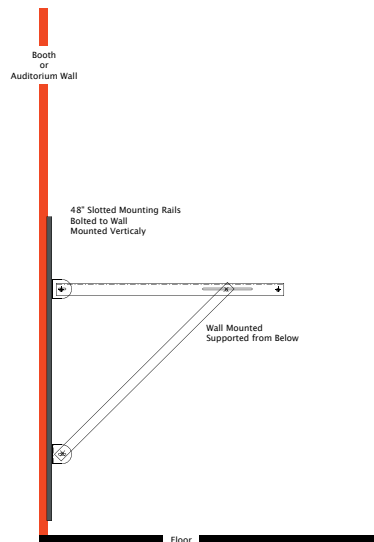 Booth
or
Auditorium Wall
48" Slotted Mounting Rails
Bolted to Wall
Mounted Verticaly
Wall Mounted
Supported from Below
Floor